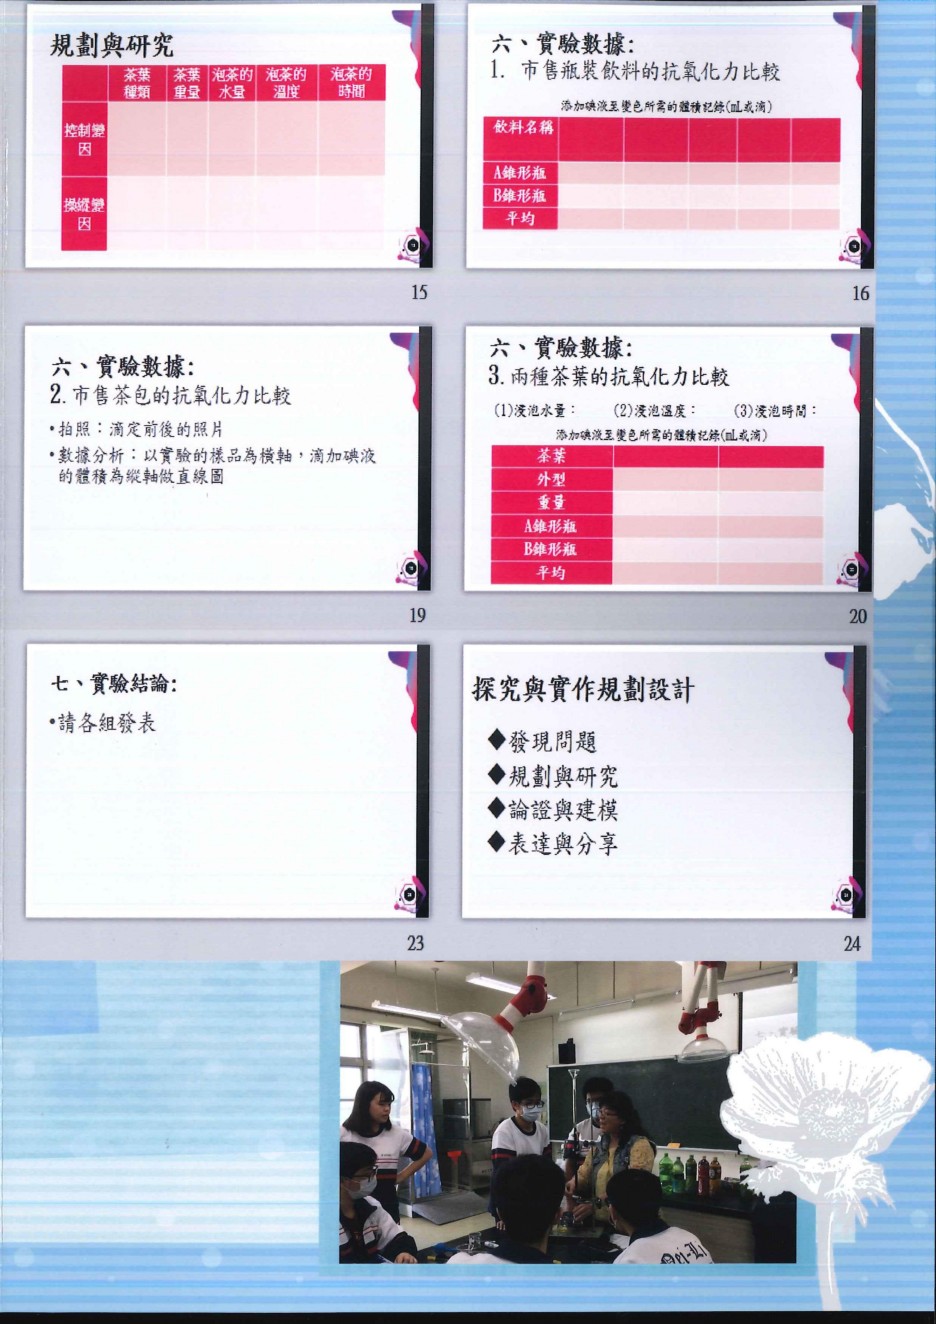 規劃與研究
茶葉種類 茶葉重量 泡茶的水量 泡茶的溫度 泡茶的時間
控制變因
操縱變因
15
六、實驗數據:
1. 市售瓶裝飲料的抗氧化力比較
添加碘液至變色所需的體積記錄(mL或滴)
飲料名稱
A錐形瓶
B錐形瓶
平均
16
六、實驗數據:
2.市售茶包的抗氧化力比較
•拍照：滴定前後的照片
•數據分析：以實驗的樣品為橫軸，滴加碘液
的體積為縱軸做直線圖
19
六、實驗數據:
3.兩種茶葉的抗氧化力比較
(1)浸泡水量： (2)浸泡溫度： (3)浸泡時間：
添加碘液至變色所需的體積記錄(mL或滴)
茶葉
外型
重量
A錐形瓶
B錐形瓶
平均
20
七、實驗結論:
•請各組發表
23
探究與實作規劃設計
◆發現問題
◆規劃與研究
◆論證與建模
◆表達與分享
24